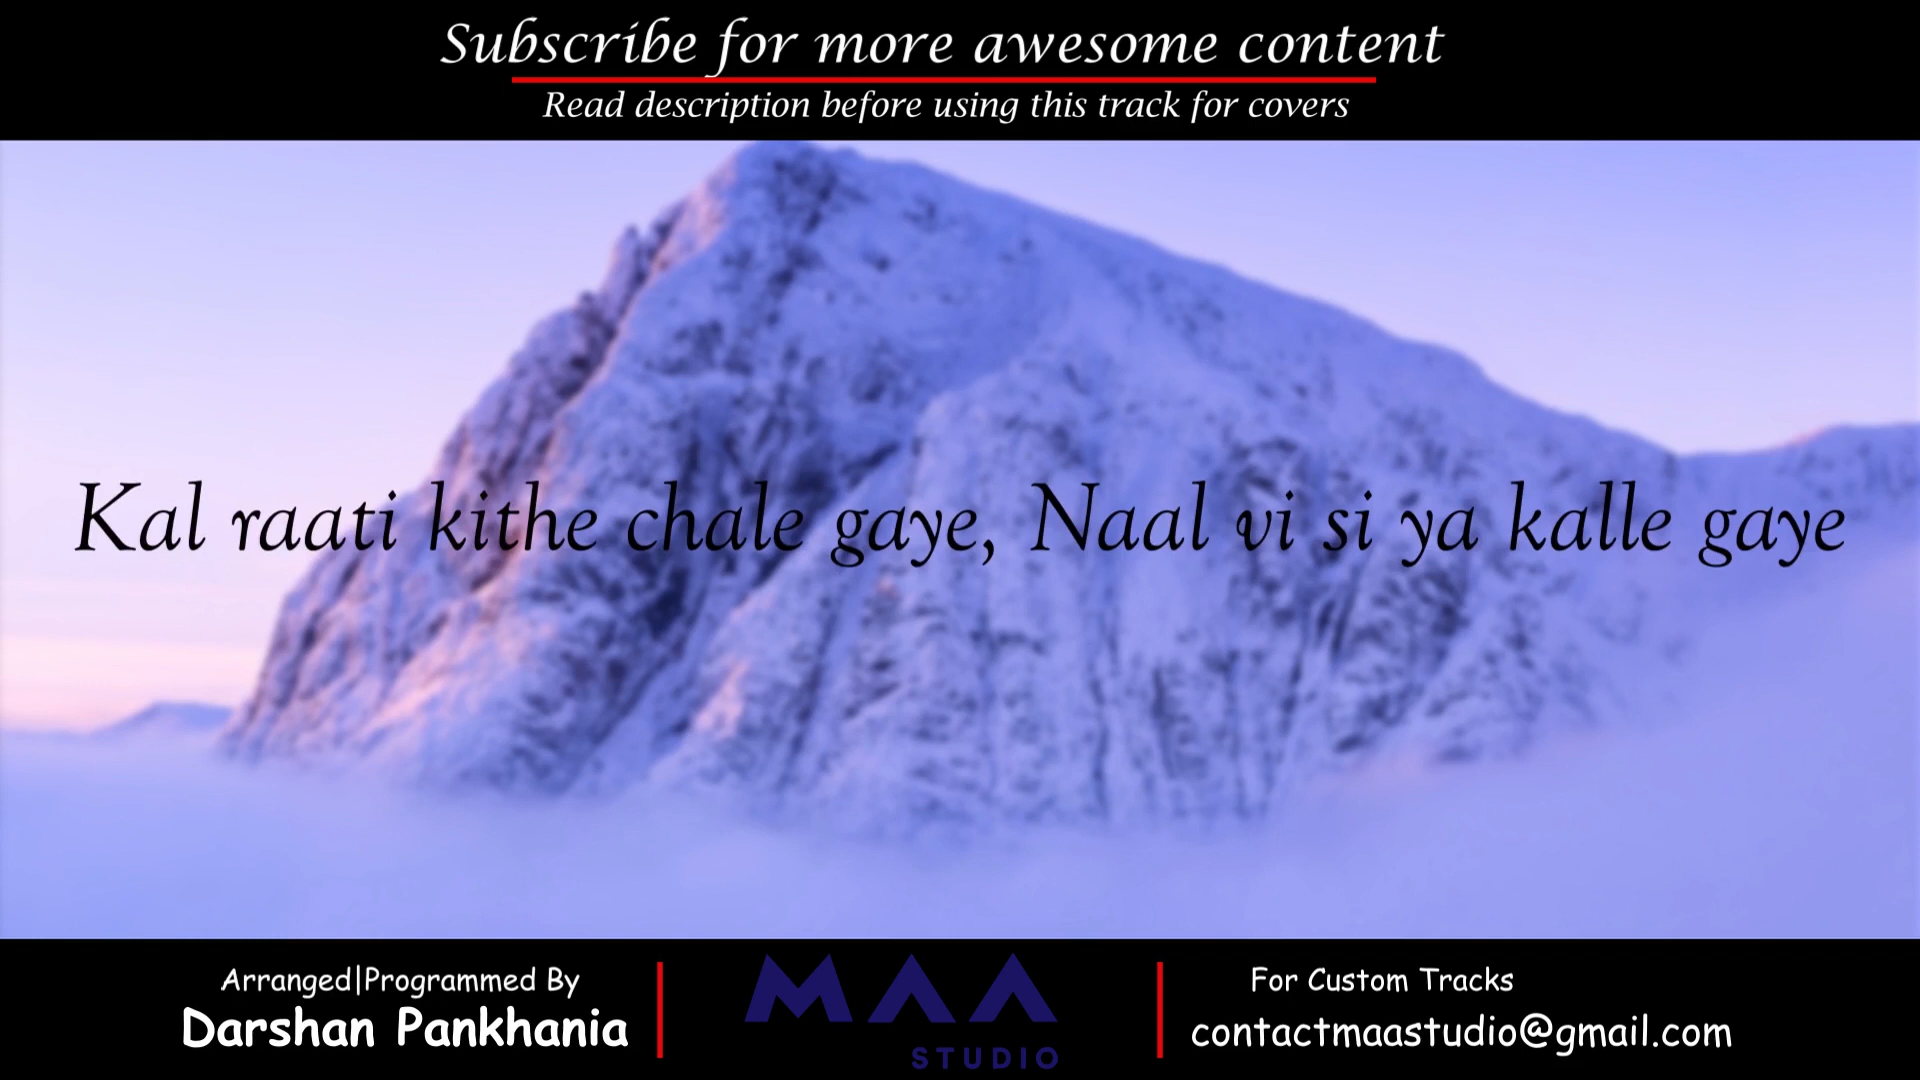 Subscribe for more awesome content
Read description before using this track for covers
Kal raati kithe chale gaye, Naal vi si ya kalle gaye
Arranged|Programmed By
Darshan Pankhania
MAA
STUDIO
For Custom Tracks
contactmaastudio@gmail.com